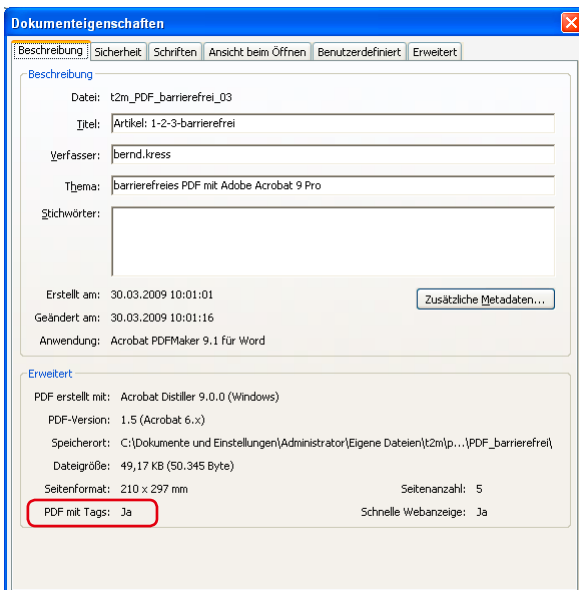 Dokumenteigenschaften
Beschreibung Sicherheit Schriften Ansicht beim Öffnen Benutzerdefiniert Erweitert
Beschreibung
Datei: t2m_PDF_barrierefrei_03
Titel: Artikel: 1-2-3-barrierefrei
Verfasser: bernd.kress
Thema: barrierefreies PDF mit Adobe Acrobat 9 Pro
Stichwörter:
Erstellt am: 30.03.2009 10:01:01 Zusätzliche Metadaten...
Geändert am: 30.03.2009 10:01:16
Anwendung: Acrobat PDFMaker 9.1 für Word
Erweitert
PDF erstellt mit: Acrobat Distiller 9.0.0 (Windows)
PDF-Version: 1.5 (Acrobat 6.x)
Speicherort: C:\Dokumente und Einstellungen\Administrator\Eigene Dateien\t2m\p...\PDF_barrierefrei\
Dateigröße: 49,17 KB (50.345 Byte)
Seitenformat: 210 x 297 mm Seitenanzahl: 5
PDF mit Tags: Ja Schnelle Webanzeige: Ja